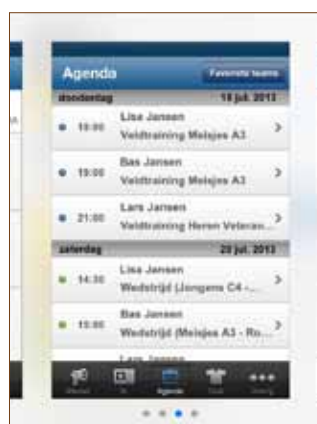 Agenda
Favoriete teams
donderdag 18 jul. 2013
Lisa Jansen
19:00
Veldtraining Meisjes A3
Bas Jansen
19:00
Veldtraining Meisjes A3
Lars Jansen
21:00
Veldtraining Heren Veteran...
zaterdag 20 jul. 2013
Lisa Jansen
14:30
Wedstrijd (Jongens C4 -...
Bas Jansen
15:00
Wedstrijd (Meisjes A3 - Ro...
Lars Jansen
Agenda